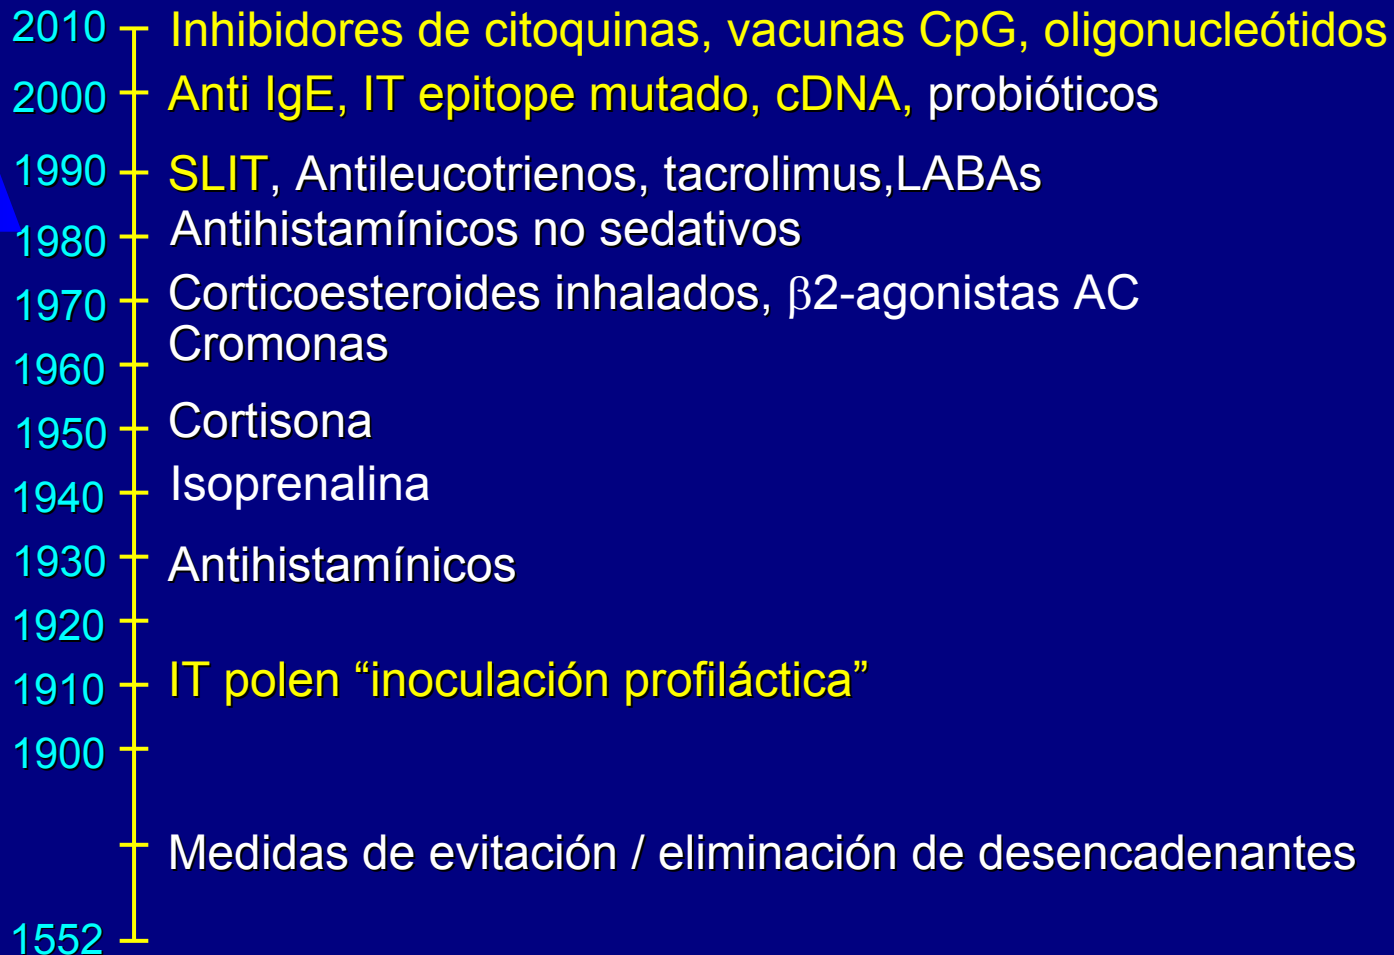 2010 Inhibidores de citoquinas, vacunas CpG, oligonucleótidos
2000 Anti IgE, IT epitope mutado, cDNA, probióticos
1990 SLIT, Antileucotrienos, tacrolimus,LABAs
1980 Antihistamínicos no sedativos
1970 Corticoesteroides inhalados, β2-agonistas AC
Cromonas
1960
1950 Cortisona
1940 Isoprenalina
1930 Antihistamínicos
1920
1910 IT polen “inoculación profiláctica”
1900
Medidas de evitación / eliminación de desencadenantes
1552